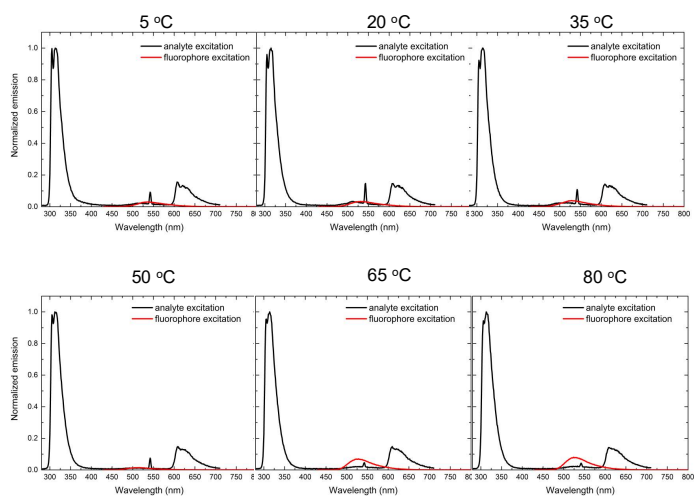 5 °C
20 °C
35 °C
1.0
0.8
0.6
0.4
0.2
0.0
Normalized emission
analyte excitation
fluorophore excitation
analyte excitation
fluorophore excitation
analyte excitation
fluorophore excitation
300 350 400 450 500 550 600 650 700 750
300 350 400 450 500 550 600 650 700 750
300 350 400 450 500 550 600 650 700 750 800
Wavelength (nm)
Wavelength (nm)
Wavelength (nm)
50 °C
65 °C
80 °C
1.0
0.8
0.6
0.4
0.2
0.0
Normalized emission
analyte excitation
fluorophore excitation
analyte excitation
fluorophore excitation
analyte excitation
fluorophore excitation
300 350 400 450 500 550 600 650 700 750
300 350 400 450 500 550 600 650 700 750
300 350 400 450 500 550 600 650 700 750 800
Wavelength (nm)
Wavelength (nm)
Wavelength (nm)